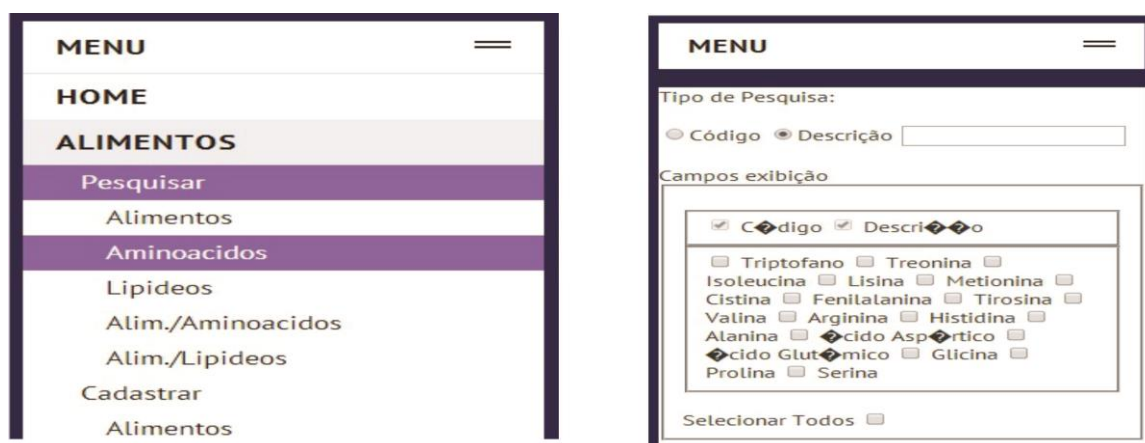 MENU
HOME
ALIMENTOS
Pesquisar
Alimentos
Aminoacidos
Lipideos
Alim./Aminoacidos
Alim./Lipideos
Cadastrar
Alimentos
MENU
Tipo de Pesquisa:
Código Descrição
Campos exibição
C�digo Descri��o
Triptofano Treonina
Isoleucina Lisina Metionina
Cistina Fenilalanina Tirosina
Valina Arginina Histidina
Alanina �cido Asp�rtico
�cido Glut�mico Glicina
Prolina Serina
Selecionar Todos